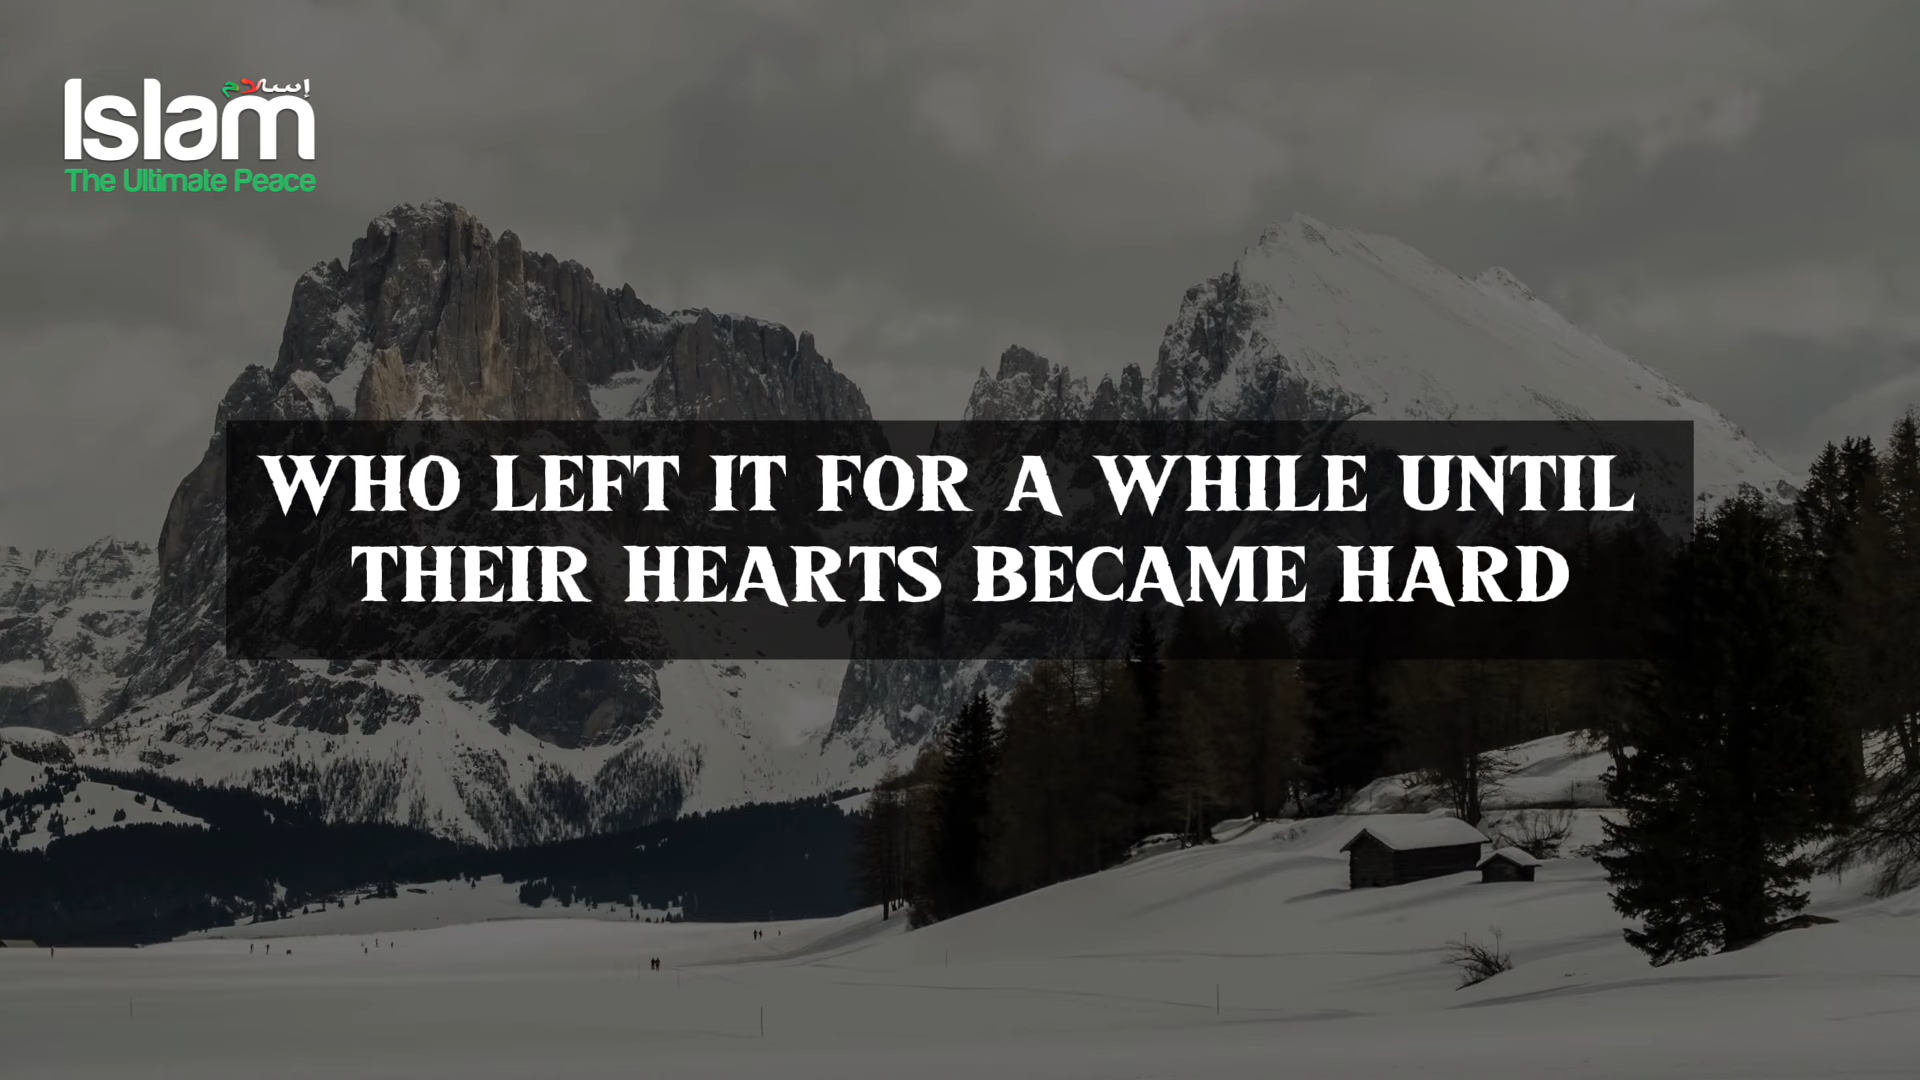 إسلام
Islam
The Ultimate Peace
WHO LEFT IT FOR A WHILE UNTIL
THEIR HEARTS BECAME HARD